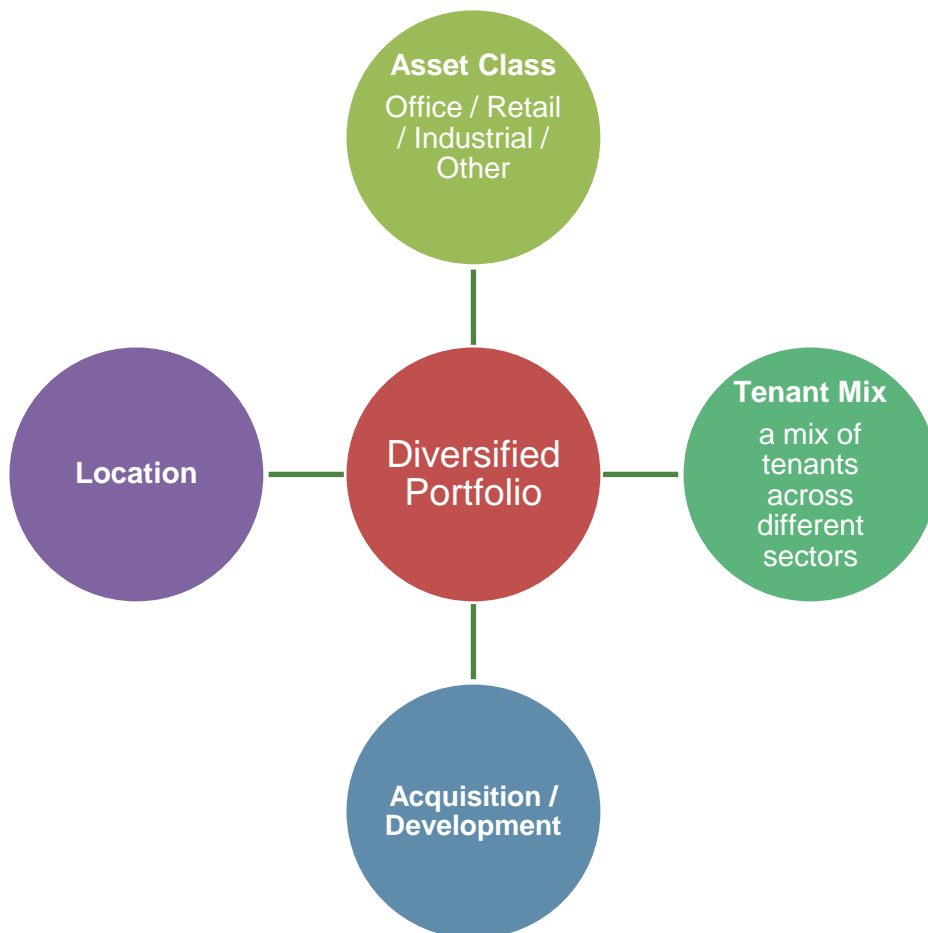 Asset Class
Office / Retail
/ Industrial /
Other
Location
Diversified
Portfolio
Tenant Mix
a mix of
tenants
across
different
sectors
Acquisition /
Development